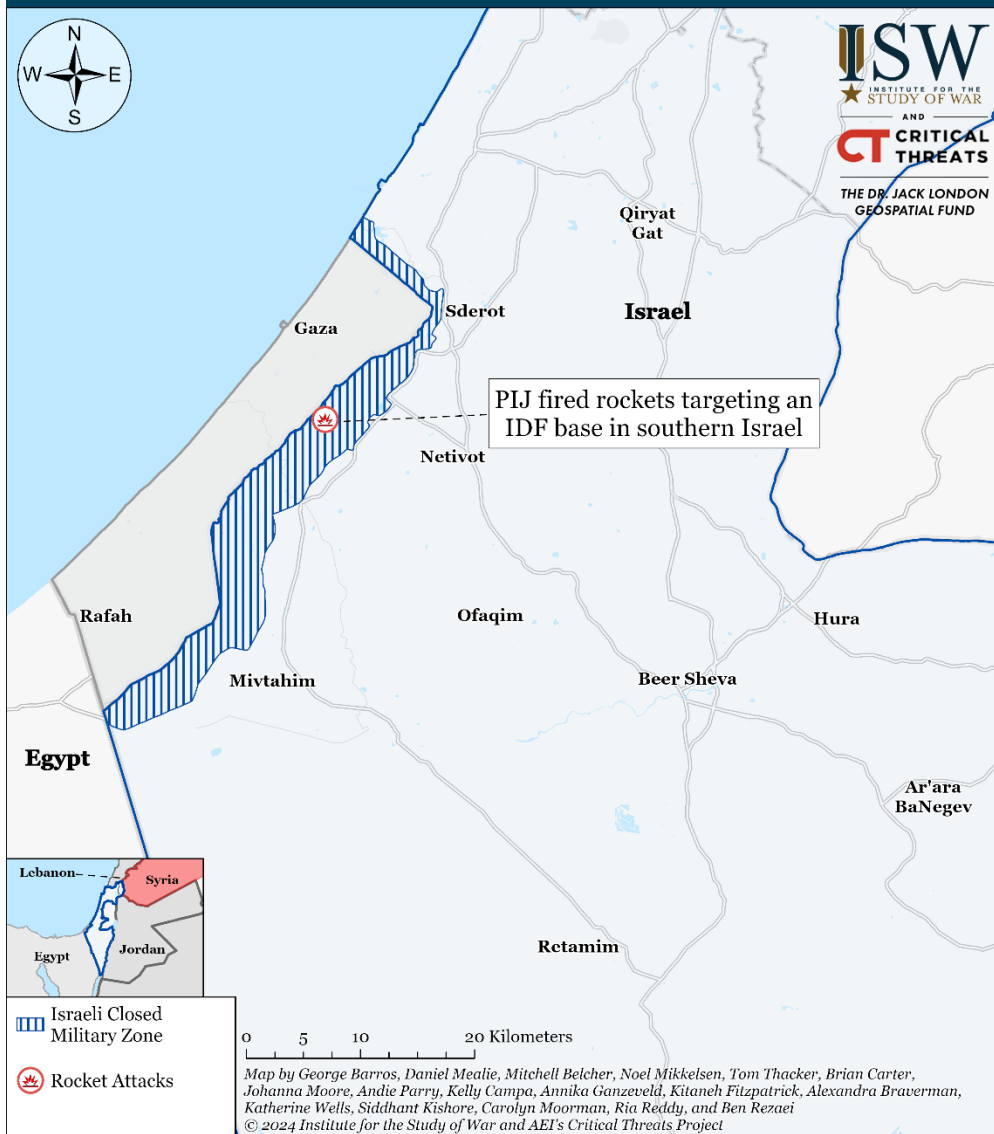 N
W
E
S
ISW
INSTITUTE FOR THE
STUDY OF WAR
AND
CT CRITICAL
THREATS
THE DR. JACK LONDON
GEOSPATIAL FUND
Qiryat
Gat
Sderot
Israel
Gaza
PIJ fired rockets targeting an
IDF base in southern Israel
Netivot
Rafah
Ofaqim
Hura
Mivtahim
Beer Sheva
Egypt
Ar'ara
BaNegev
Retamim
Lebanon
Syria
Egypt
Jordan
Israeli Closed
Military Zone
Rocket Attacks
0 5 10 20 Kilometers
Map by George Barros, Daniel Mealie, Mitchell Belcher, Noel Mikkelsen, Tom Thacker, Brian Carter,
Johanna Moore, Andie Parry, Kelly Campa, Annika Ganzeveld, Kitaneh Fitzpatrick, Alexandra Braverman,
Katherine Wells, Siddhant Kishore, Carolyn Moorman, Ria Reddy, and Ben Rezaei
© 2024 Institute for the Study of War and AEI's Critical Threats Project